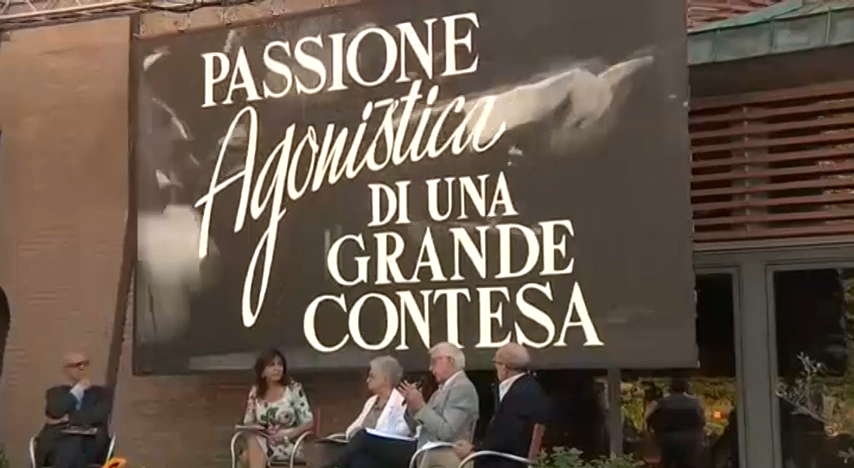 PASSIONE
Agonistica
DI UNA
GRANDE
CONTESA